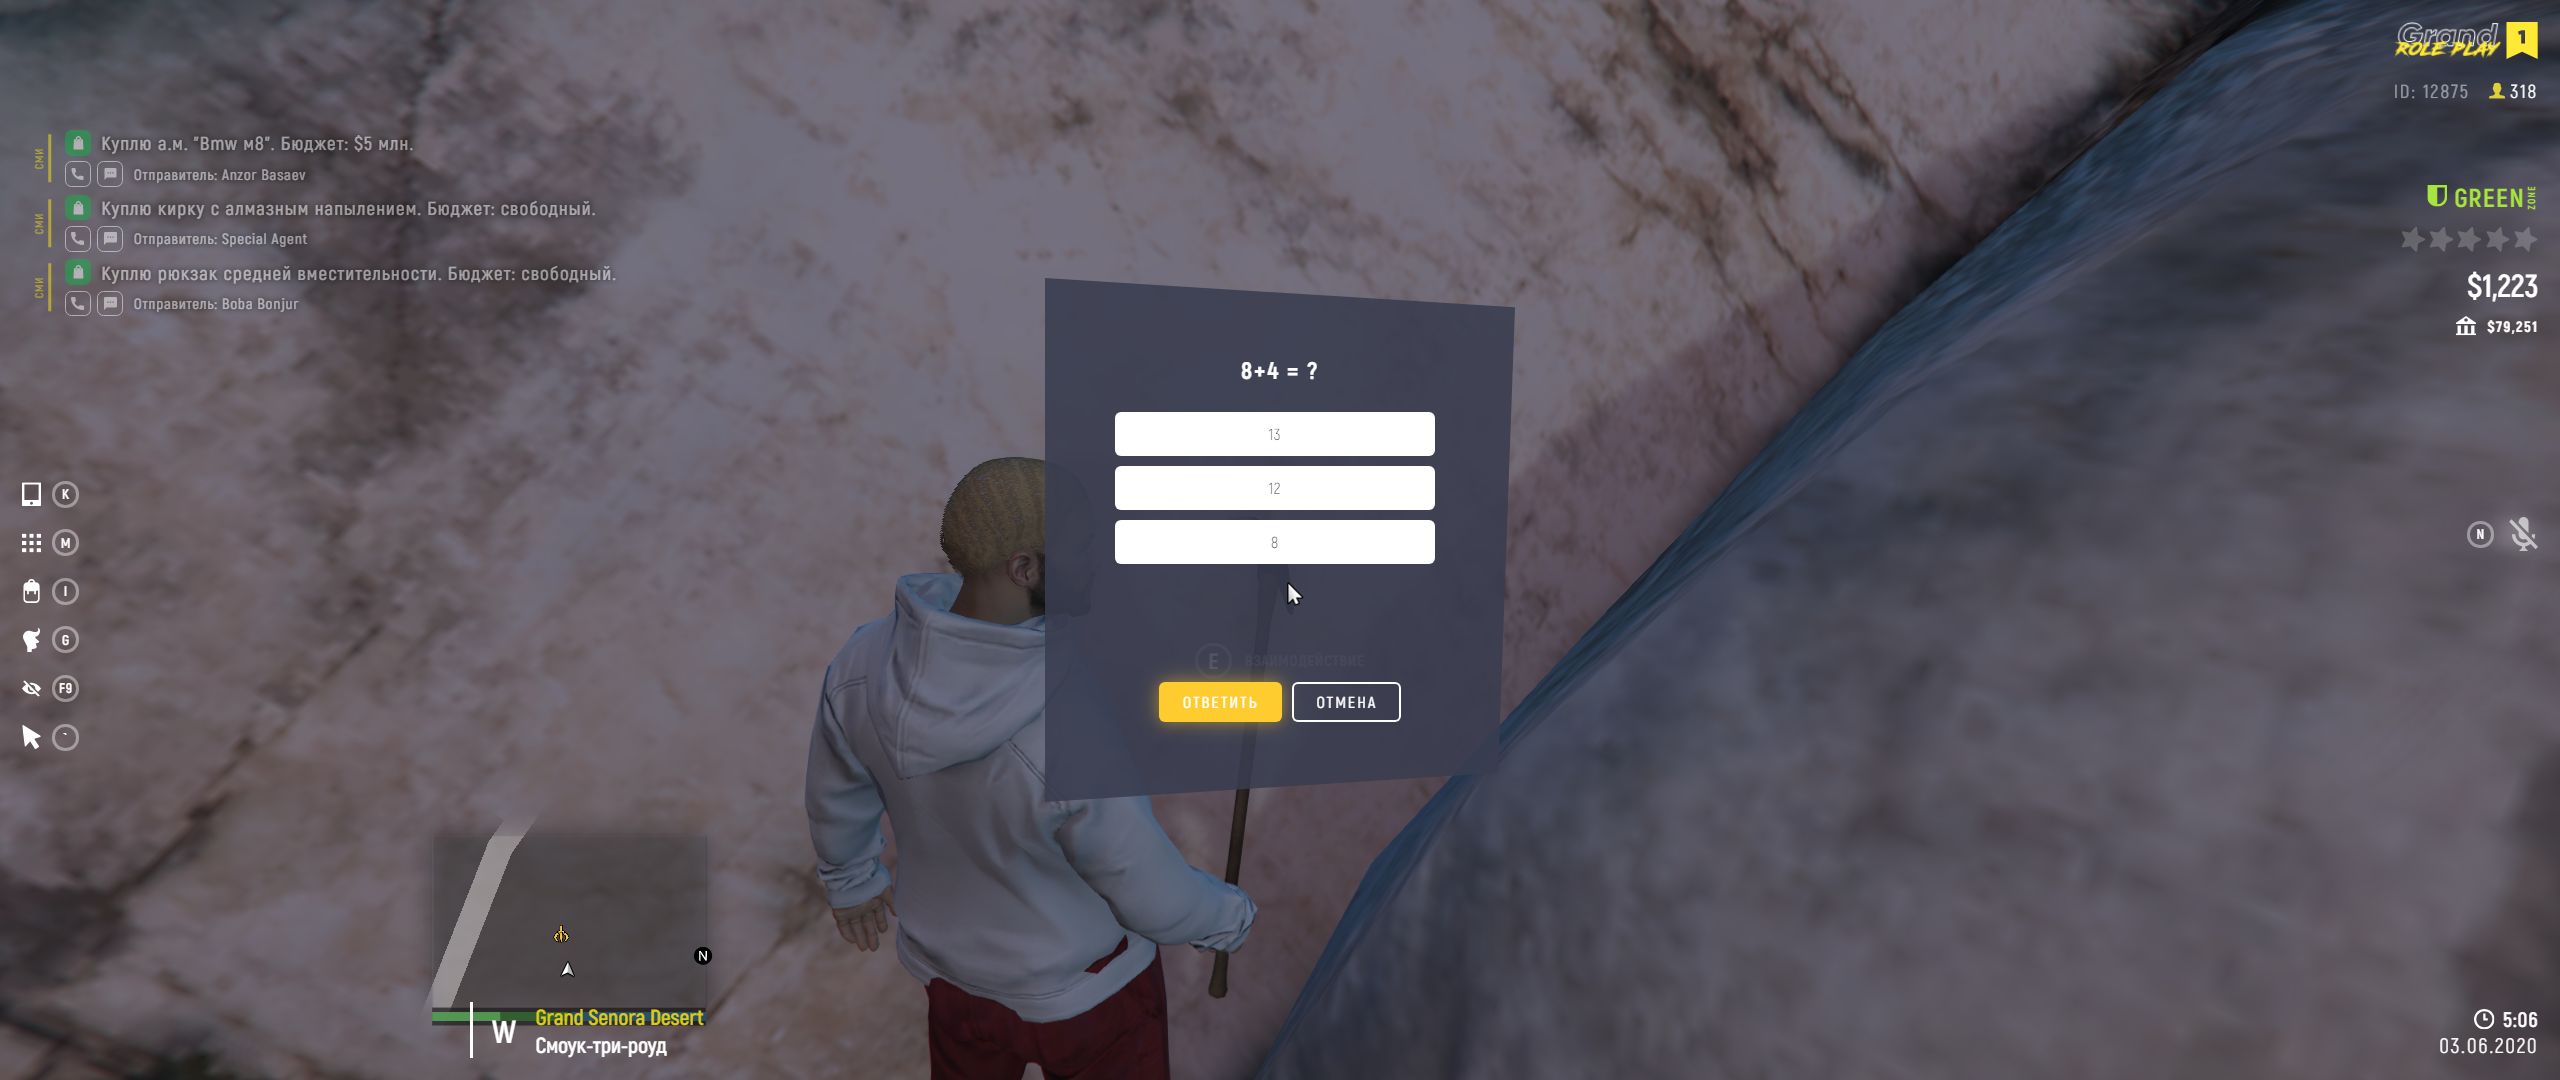 Grand
ROLE PLAY
1
ID: 12875
318
СМИ
Куплю а.м. "Bmw м8". Бюджет: $5 млн.
Отправитель: Anzor Basaev
СМИ
Куплю кирку с алмазным напылением. Бюджет: свободный.
Отправитель: Special Agent
СМИ
Куплю рюкзак средней вместительности. Бюджет: свободный.
Отправитель: Boba Bonjur
GREEN ZONE
$1,223
$79,251
8+4 = ?
13
12
8
E ВЗАИМОДЕЙСТВИЕ
ОТВЕТИТЬ
ОТМЕНА
K
M
I
G
F9
`
N
N
W
Grand Senora Desert
Смоук-три-роуд
5:06
03.06.2020